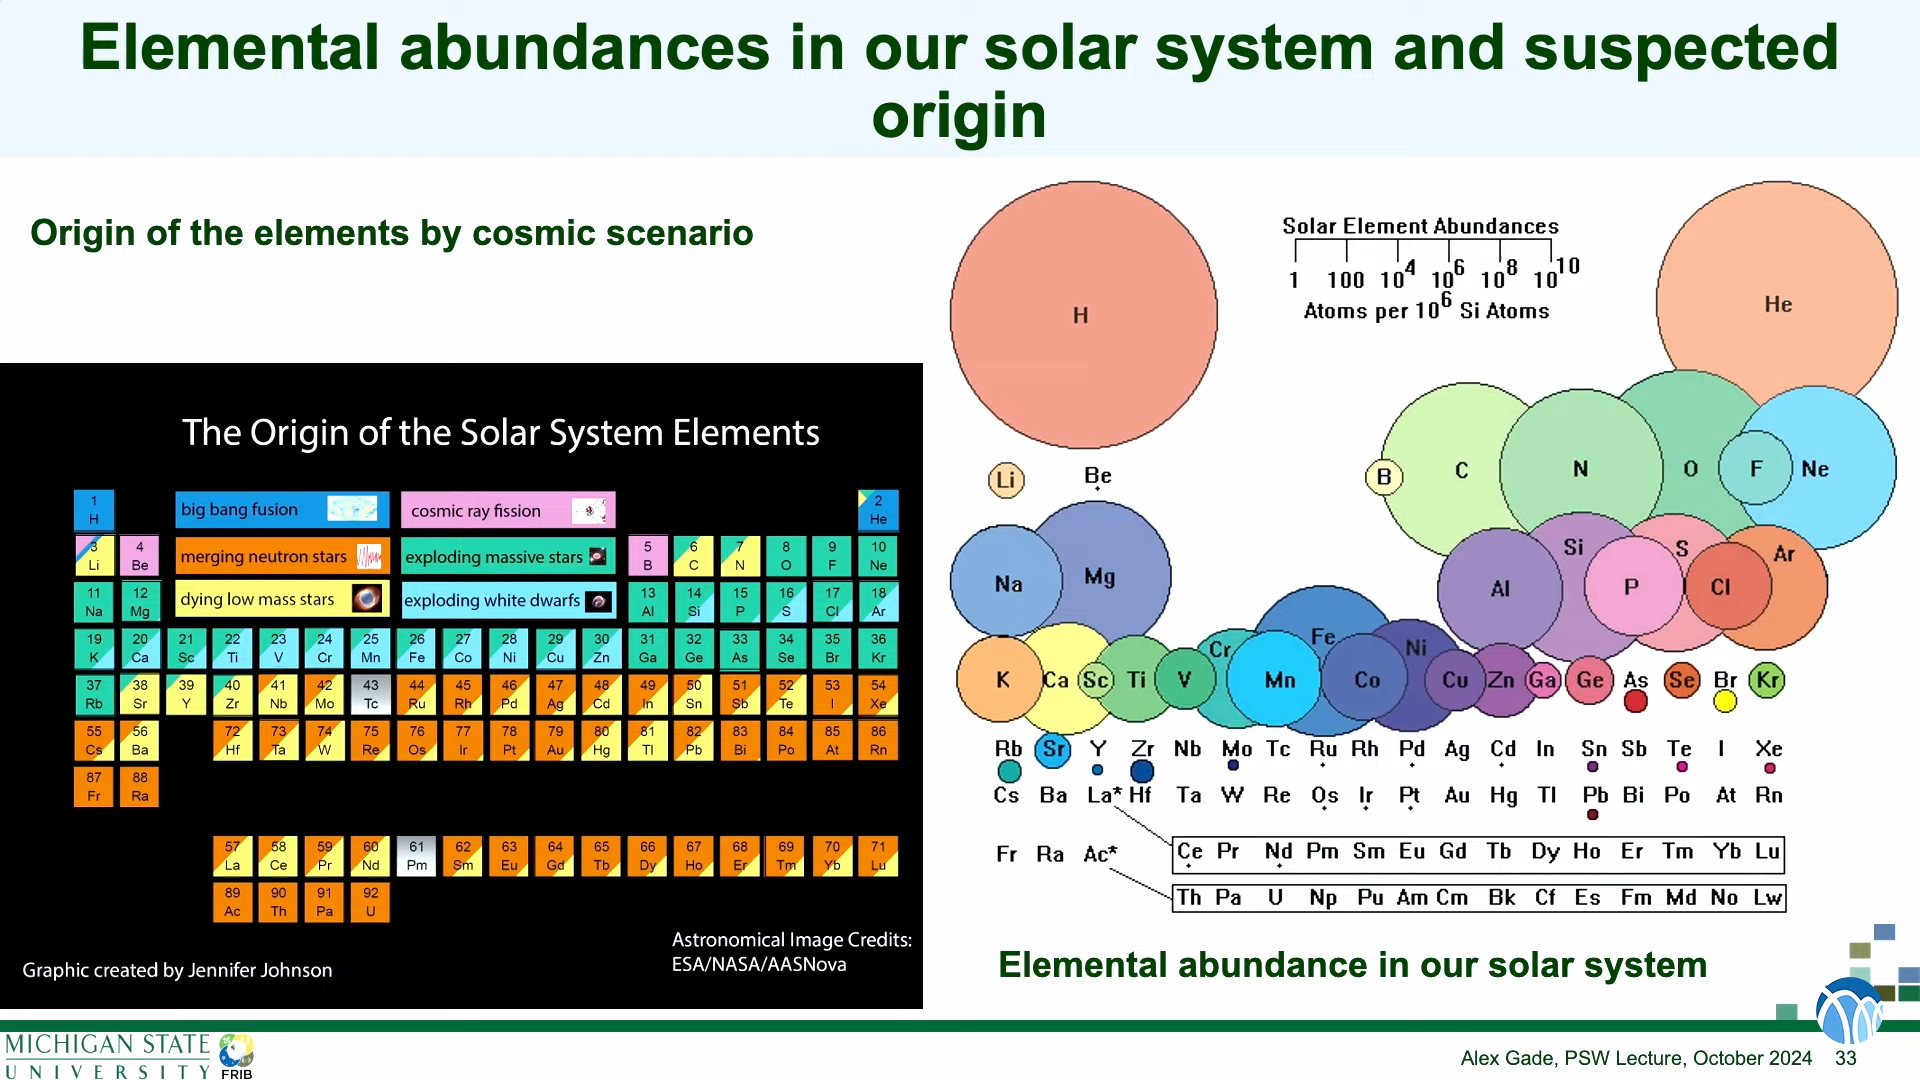 Elemental abundances in our solar system and suspected
origin
Origin of the elements by cosmic scenario
The Origin of the Solar System Elements
1 2
H He
big bang fusion cosmic ray fission
3 4 merging neutron stars exploding massive stars 5 6 7 8 9 10
Li Be B C N O F Ne
11 12 dying low mass stars exploding white dwarfs 13 14 15 16 17 18
Na Mg Al Si P S Cl Ar
19 20 21 22 23 24 25 26 27 28 29 30 31 32 33 34 35 36
K Ca Sc Ti V Cr Mn Fe Co Ni Cu Zn Ga Ge As Se Br Kr
37 38 39 40 41 42 43 44 45 46 47 48 49 50 51 52 53 54
Rb Sr Y Zr Nb Mo Tc Ru Rh Pd Ag Cd In Sn Sb Te I Xe
55 56 72 73 74 75 76 77 78 79 80 81 82 83 84 85 86
Cs Ba Hf Ta W Re Os Ir Pt Au Hg Tl Pb Bi Po At Rn
87 88
Fr Ra
57 58 59 60 61 62 63 64 65 66 67 68 69 70 71
La Ce Pr Nd Pm Sm Eu Gd Tb Dy Ho Er Tm Yb Lu
89 90 91 92
Ac Th Pa U
Graphic created by Jennifer Johnson
Astronomical Image Credits:
ESA/NASA/AASNova
Solar Element Abundances
1 100 10^4 10^6 10^8 10^10
Atoms per 10^6 Si Atoms
H He
Li Be B C N O F Ne
Na Mg Al Si P S Cl Ar
K Ca Sc Ti V Cr Mn Fe Co Ni Cu Zn Ga Ge As Se Br Kr
Rb Sr Y Zr Nb Mo Tc Ru Rh Pd Ag Cd In Sn Sb Te I Xe
Cs Ba La* Hf Ta W Re Os Ir Pt Au Hg Tl Pb Bi Po At Rn
Fr Ra Ac* Ce Pr Nd Pm Sm Eu Gd Tb Dy Ho Er Tm Yb Lu
Th Pa U Np Pu Am Cm Bk Cf Es Fm Md No Lw
Elemental abundance in our solar system
MICHIGAN STATE
UNIVERSITY
FRIB
Alex Gade, PSW Lecture, October 2024 33